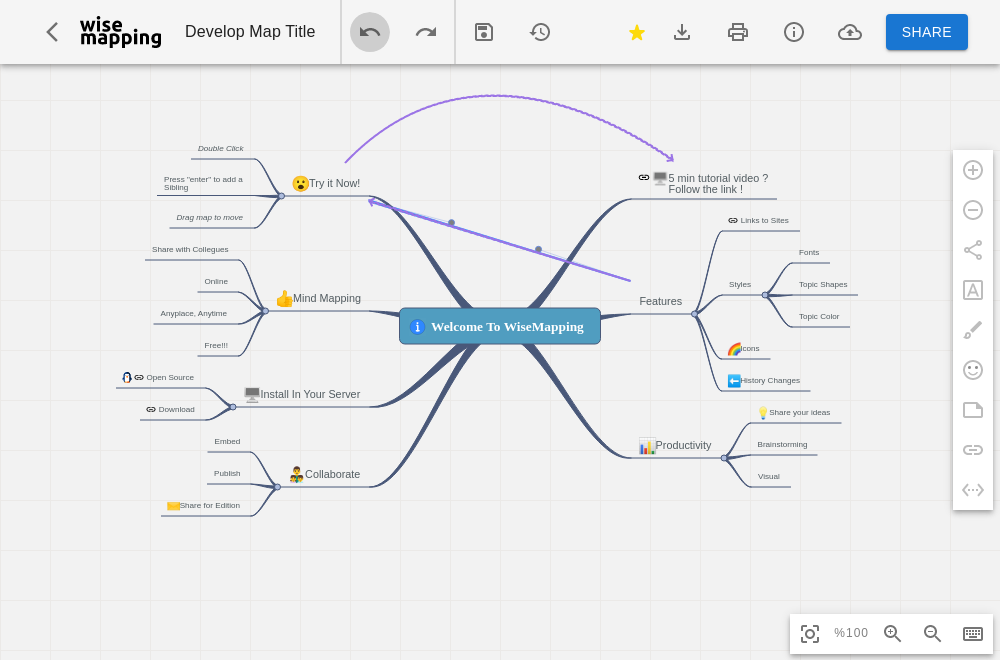 wise
mapping
Develop Map Title
SHARE
Double Click
Press "enter" to add a
Sibling
Drag map to move
😮Try it Now!
Share with Collegues
Online
Anyplace, Anytime
Free!!!
👍Mind Mapping
Open Source
Download
Install In Your Server
Embed
Publish
Share for Edition
Collaborate
Welcome To WiseMapping
5 min tutorial video ?
Follow the link !
Links to Sites
Fonts
Styles
Topic Shapes
Topic Color
Features
Icons
History Changes
Share your ideas
Productivity
Brainstorming
Visual
%100